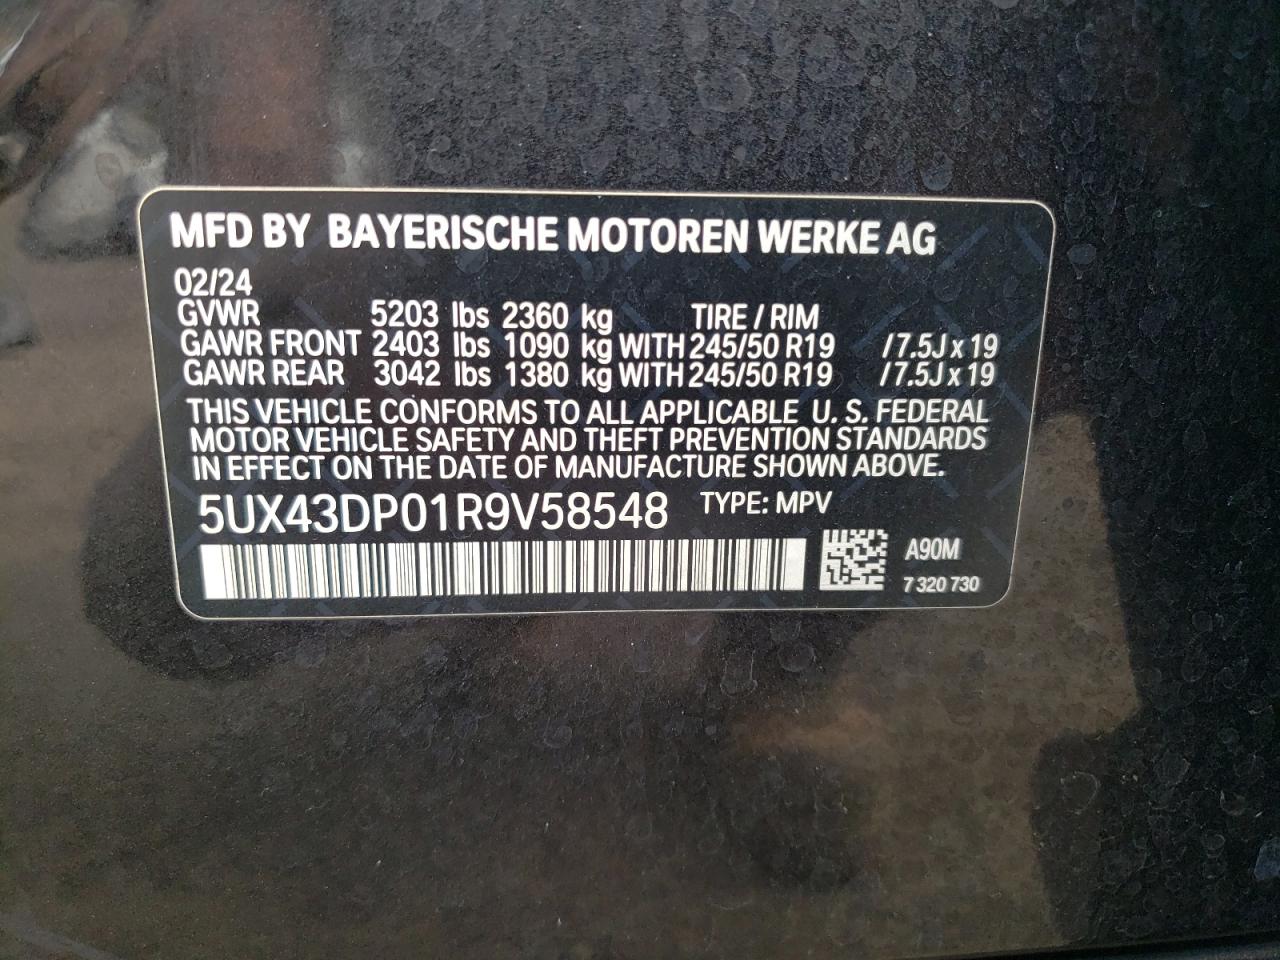 MFD BY BAYERISCHE MOTOREN WERKE AG
02/24
GVWR 5203 lbs 2360 kg TIRE / RIM
GAWR FRONT 2403 lbs 1090 kg WITH 245/50 R19 /7.5J x 19
GAWR REAR 3042 lbs 1380 kg WITH 245/50 R19 /7.5J x 19
THIS VEHICLE CONFORMS TO ALL APPLICABLE U. S. FEDERAL
MOTOR VEHICLE SAFETY AND THEFT PREVENTION STANDARDS
IN EFFECT ON THE DATE OF MANUFACTURE SHOWN ABOVE.
5UX43DP01R9V58548 TYPE: MPV
A90M
7 320 730